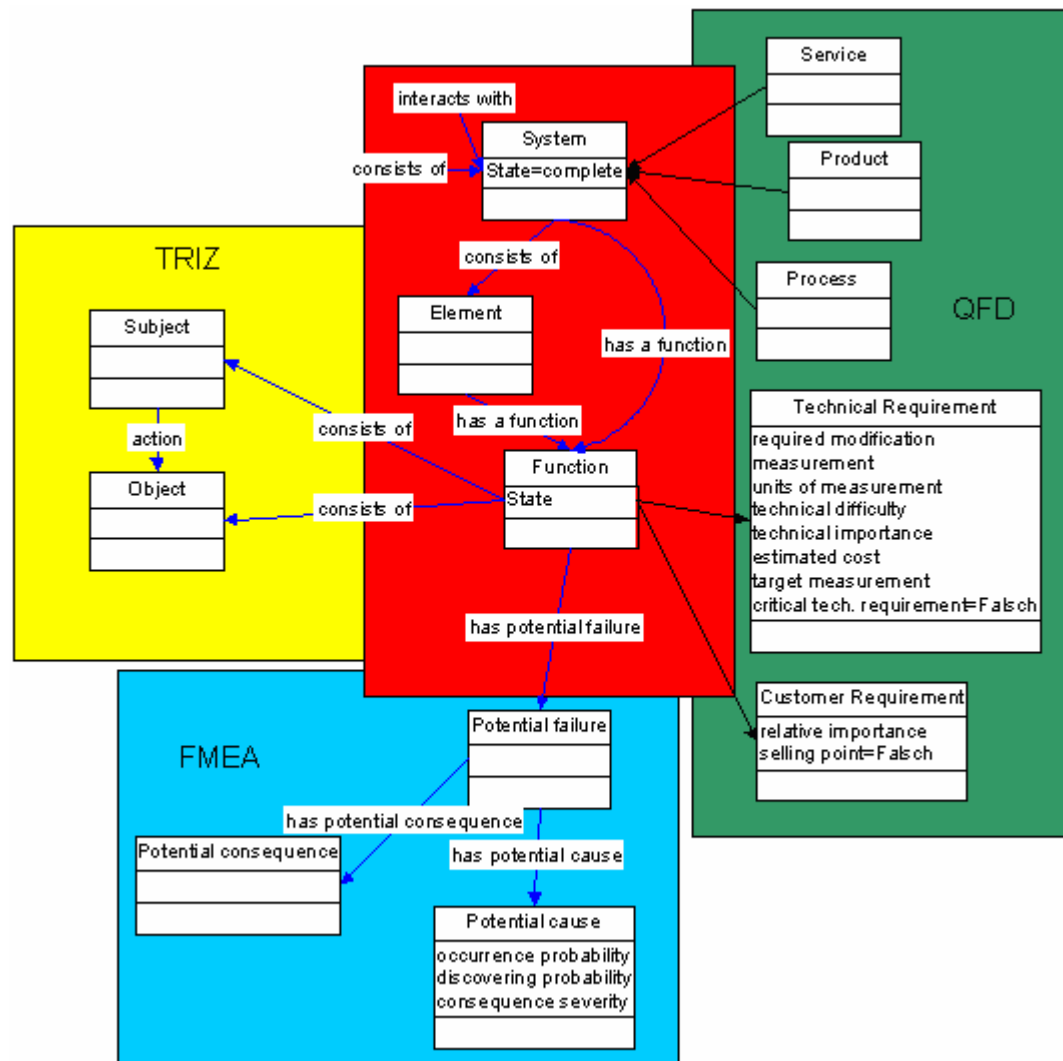 Service
interacts with
System
State=complete
consists of
Product
TRIZ
consists of
Process
QFD
Element
Subject
has a function
Technical Requirement
required modification
measurement
units of measurement
technical difficulty
technical importance
estimated cost
target measurement
critical tech. requirement=Falsch
has a function
consists of
action
Function
State
Object
consists of
has potential failure
Customer Requirement
relative importance
selling point=Falsch
Potential failure
FMEA
has potential consequence
Potential consequence
has potential cause
Potential cause
occurrence probability
discovering probability
consequence severity